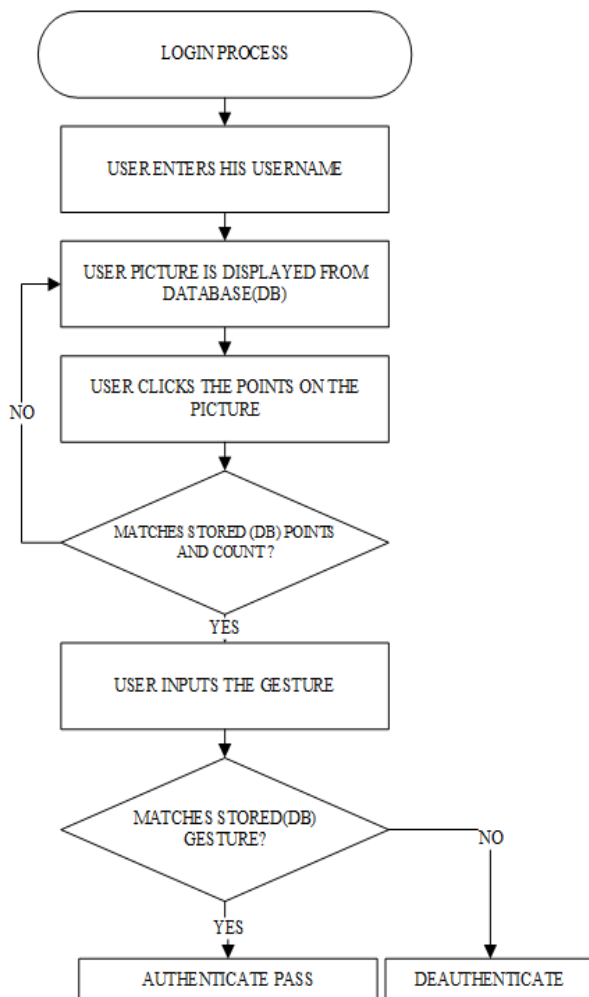 LOGIN PROCESS
USER ENTERS HIS USERNAME
USER PICTURE IS DISPLAYED FROM
DATABASE(DB)
USER CLICKS THE POINTS ON THE
PICTURE
NO
MATCHES STORED (DB) POINTS
AND COUNT?
YES
USER INPUTS THE GESTURE
MATCHES STORED(DB)
GESTURE?
NO
YES
AUTHENTICATE PASS
DEAUTHENTICATE